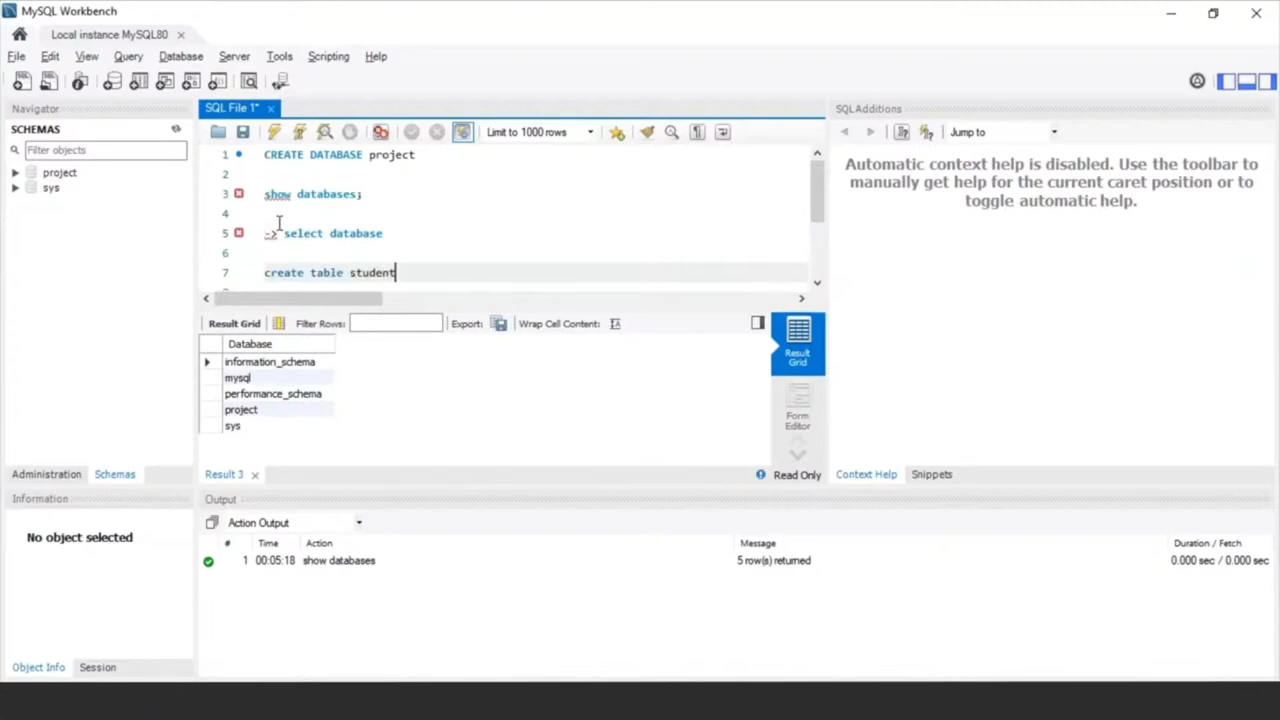 MySQL Workbench
Local instance MySQL80
File Edit View Query Database Server Tools Scripting Help
Navigator
SCHEMAS
Filter objects
project
sys
Administration Schemas
Information
No object selected
Object Info Session
SQL File 1*
Limit to 1000 rows
1 CREATE DATABASE project
2
3 show databases;
4
5 -> select database
6
7 create table student
Result Grid Filter Rows: Export: Wrap Cell Content:
Database
information_schema
mysql
performance_schema
project
sys
Result Grid
Form Editor
Result 3 Read Only
SQLAdditions
Jump to
Automatic context help is disabled. Use the toolbar to
manually get help for the current caret position or to
toggle automatic help.
Context Help Snippets
Output
Action Output
# Time Action Message Duration / Fetch
1 00:05:18 show databases 5 row(s) returned 0.000 sec / 0.000 sec